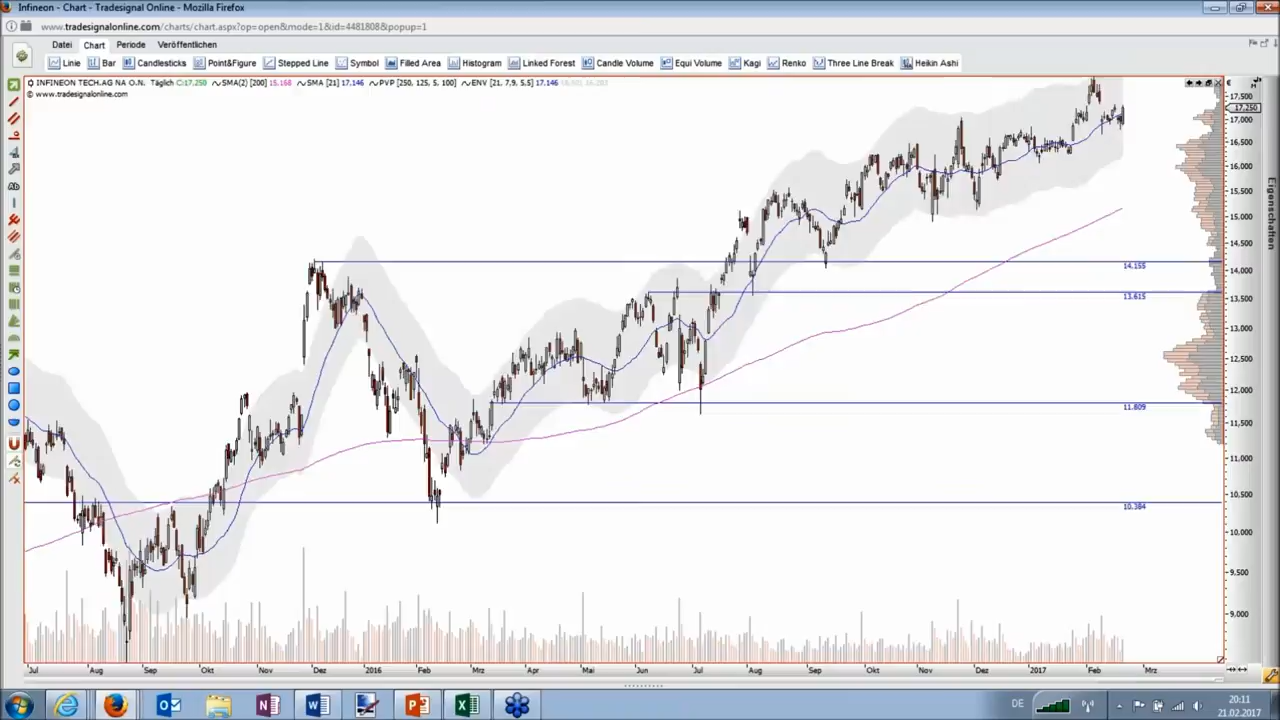 Infineon - Chart - Tradesignal Online - Mozilla Firefox
www.tradesignalonline.com/charts/chart.aspx?op=open&mode=1&id=4481808&popup=1
Datei Chart Periode Veröffentlichen
Linie Bar Candlesticks Point&Figure Stepped Line Symbol Filled Area Histogram Linked Forest Candle Volume Equi Volume Kagi Renko Three Line Break Heikin Ashi
INFINEON TECH.AG NA O.N. Täglich C:17.250 SMA(2) [200] 15.168 SMA [21] 17.146 PVP [250, 125, 5, 100] ENV [21, 7.9, 5.5] 17.146
© www.tradesignalonline.com
€
17.500
17.250
17.000
16.500
16.000
15.500
15.000
14.500
14.155
14.000
13.615
13.500
13.000
12.500
12.000
11.809
11.500
11.000
10.500
10.384
10.000
9.500
9.000
Eigenschaften
Ab
Jul Aug Sep Okt Nov Dez 2016 Feb Mrz Apr Mai Jun Jul Aug Sep Okt Nov Dez 2017 Feb Mrz
DE
20:11
21.02.2017